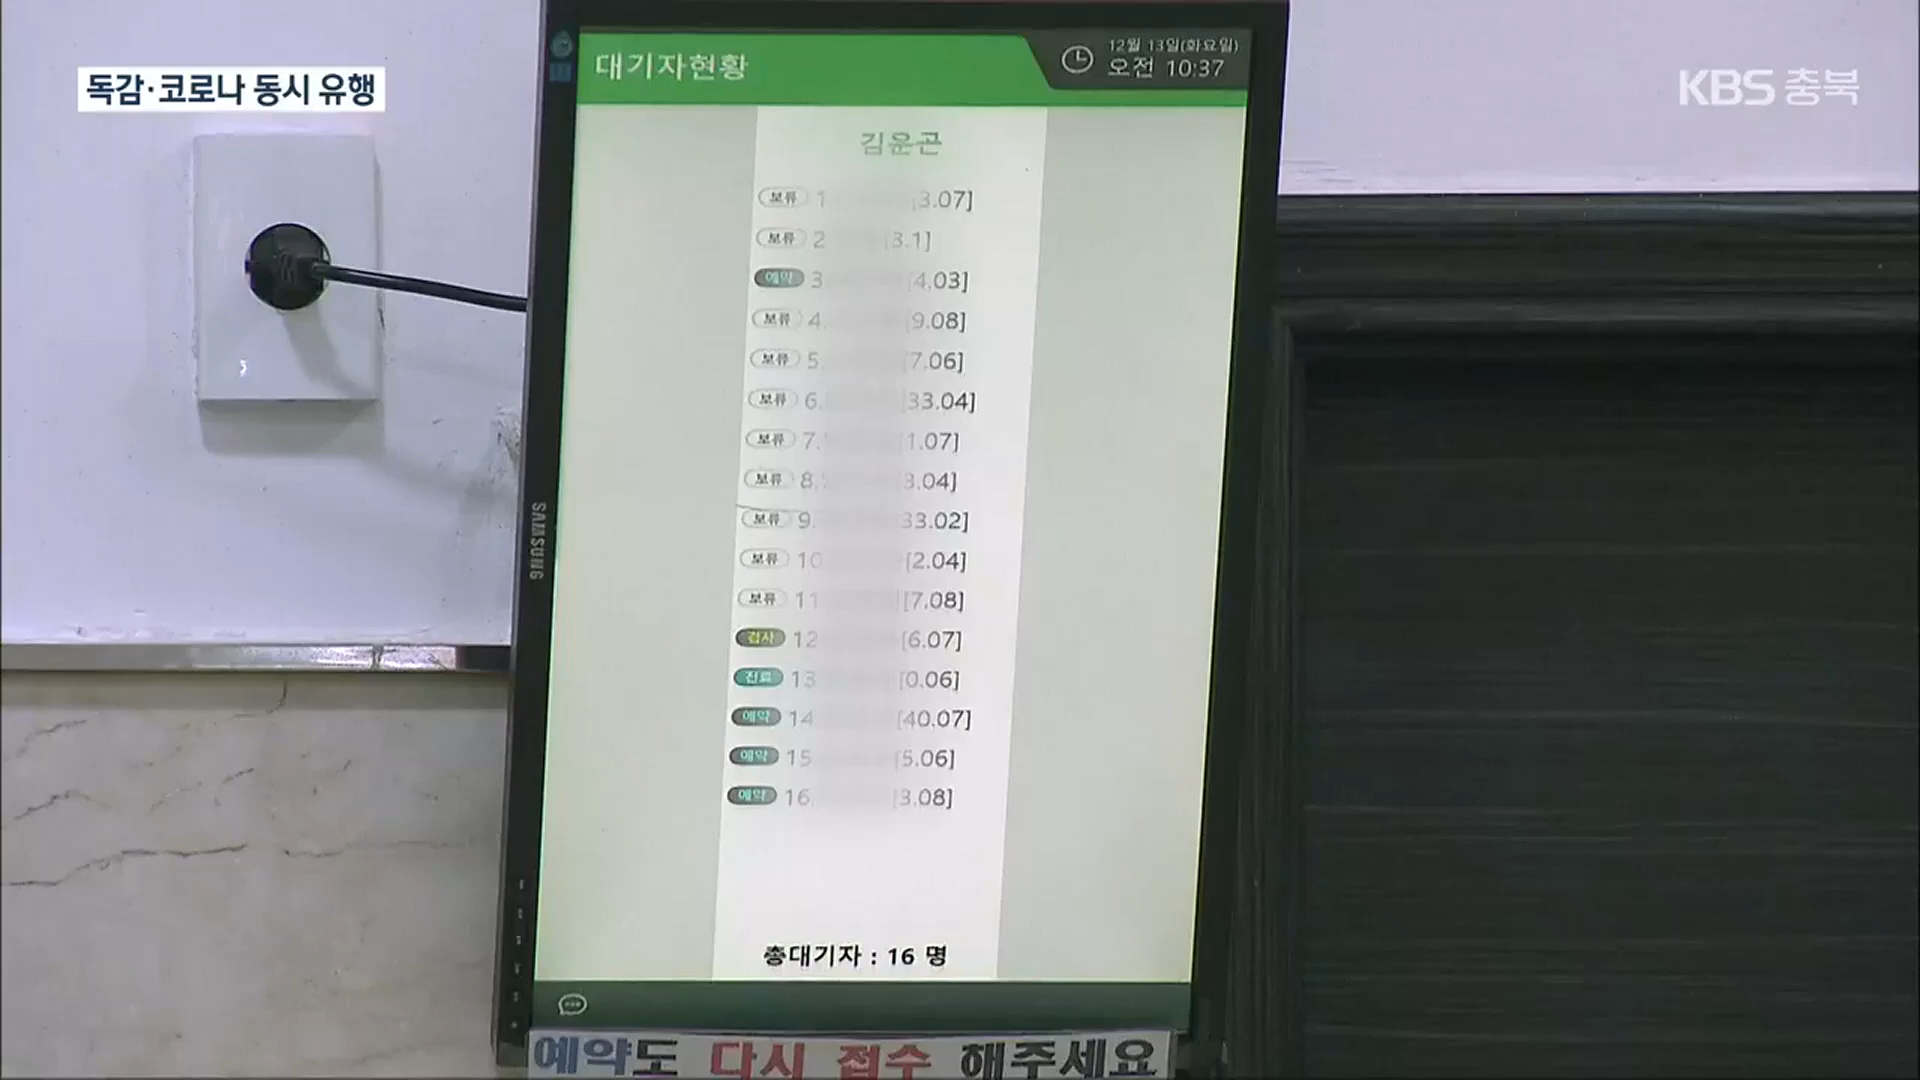 독감·코로나 동시 유행
KBS 충북
대기자현황
12월 13일(화요일)
오전 10:37
김운곤
보류 1 [3.07]
보류 2 [3.1]
예약 3 [4.03]
보류 4. [9.08]
보류 5. [7.06]
보류 6. [33.04]
보류 7. [1.07]
보류 8. 3.04]
보류 9. 33.02]
보류 10 [2.04]
보류 11 [7.08]
검사 12 [6.07]
진료 13 [0.06]
예약 14 [40.07]
예약 15 [5.06]
예약 16. [3.08]
총대기자 : 16 명
SAMSUNG
예약도 다시 접수 해주세요